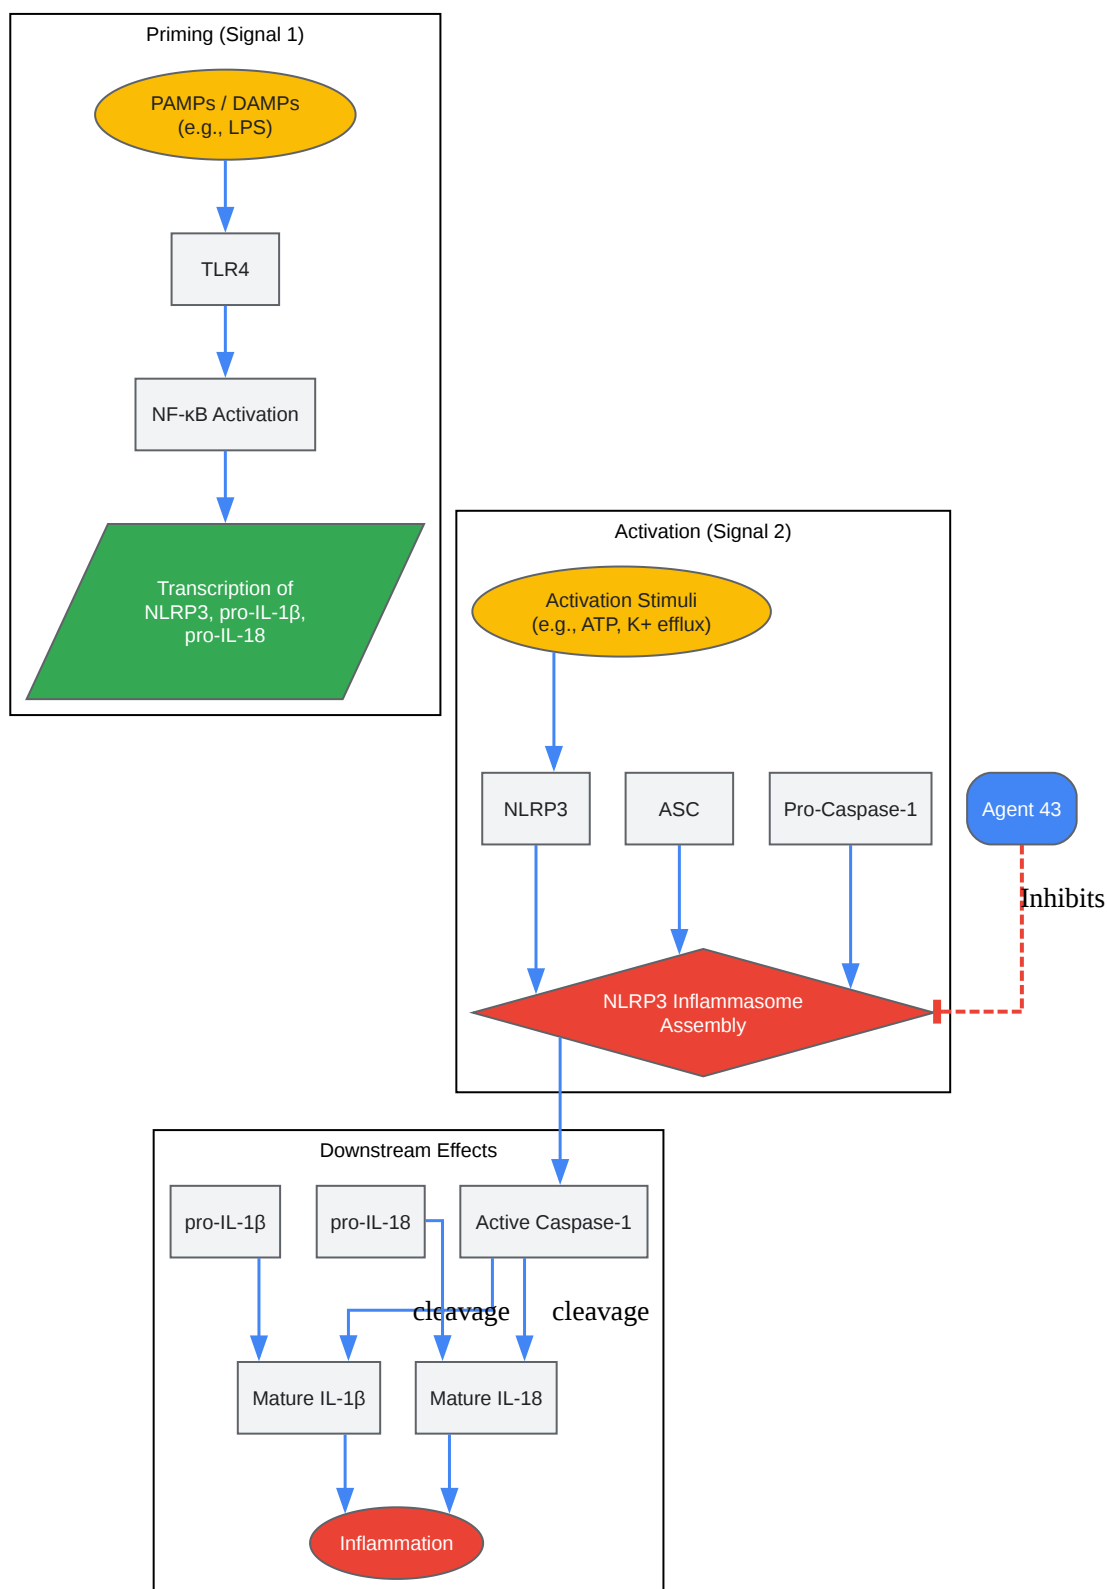 Priming (Signal 1)
PAMPs / DAMPs
(e.g., LPS)
TLR4
NF-κB Activation
Transcription of
NLRP3, pro-IL-1β,
pro-IL-18
Activation (Signal 2)
Activation Stimuli
(e.g., ATP, K+ efflux)
NLRP3
ASC
Pro-Caspase-1
Agent 43
Inhibits
NLRP3 Inflammasome
Assembly
Downstream Effects
pro-IL-1β
pro-IL-18
Active Caspase-1
cleavage
cleavage
Mature IL-1β
Mature IL-18
Inflammation